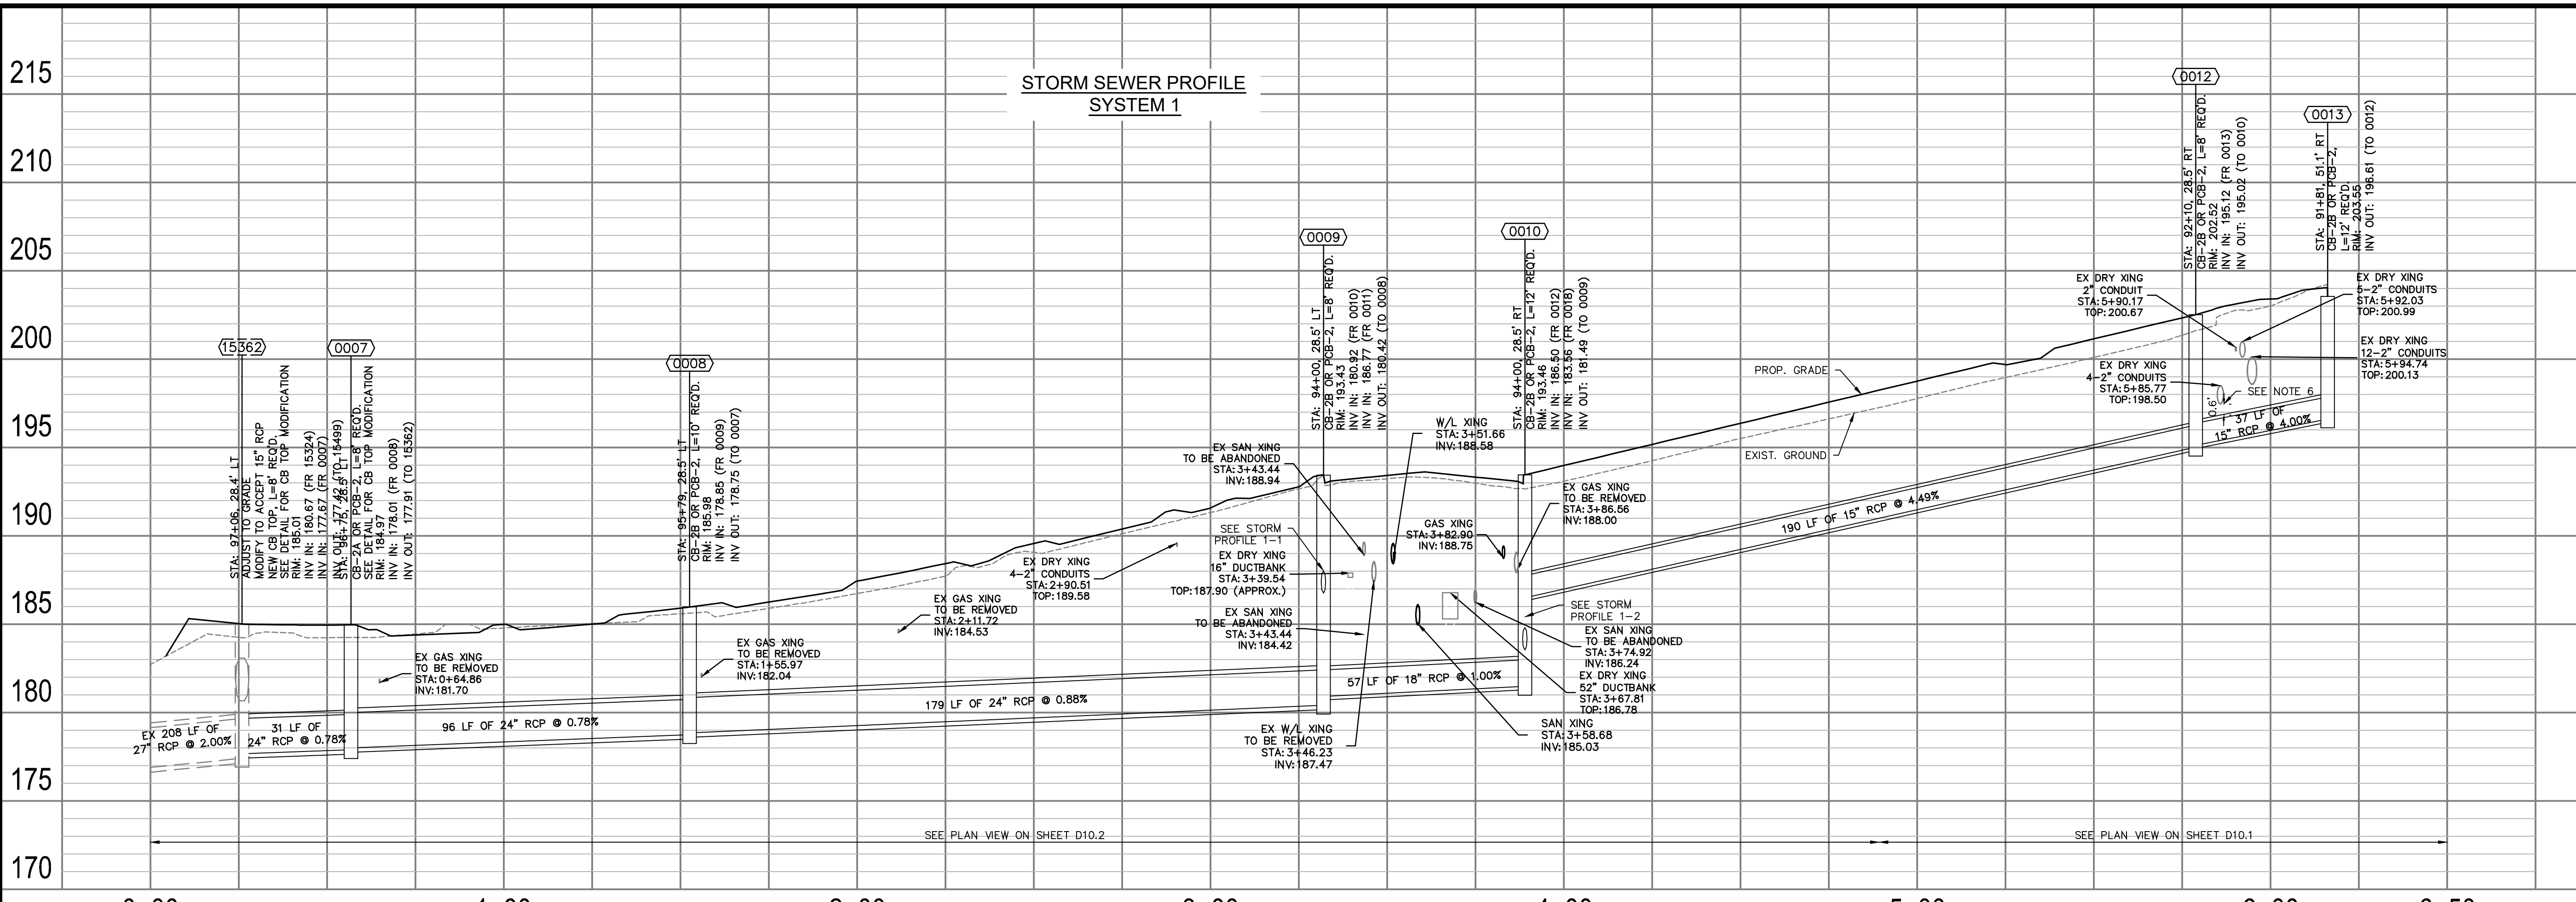 STORM SEWER PROFILE
SYSTEM 1
215
210
205
200
195
190
185
180
175
170
15362
STA: 97+06, 28.4' LT
ADJUST TO GRADE
MODIFY TO ACCEPT 15" RCP
NEW CB TOP, L=8' REQ'D.
SEE DETAIL FOR CB TOP MODIFICATION
RIM: 185.01
INV IN: 180.67 (FR 15324)
INV IN: 177.67 (FR 0007)
INV OUT: 177.42 (TO 15499)
0007
STA: 96+75, 28.5' LT
CB-2A OR PCB-2, L=8' REQ'D.
SEE DETAIL FOR CB TOP MODIFICATION
RIM: 184.97
INV IN: 178.01 (FR 0008)
INV OUT: 177.91 (TO 15362)
0008
STA: 95+79, 28.5' LT
CB-2B OR PCB-2, L=10' REQ'D.
RIM: 185.98
INV IN: 178.85 (FR 0009)
INV OUT: 178.75 (TO 0007)
0009
STA: 94+00, 28.5' LT
CB-2B OR PCB-2, L=8' REQ'D.
RIM: 193.43
INV IN: 180.92 (FR 0010)
INV IN: 186.77 (FR 0011)
INV OUT: 180.42 (TO 0008)
0010
STA: 94+00, 28.5' RT
CB-2B OR PCB-2, L=12' REQ'D.
RIM: 193.46
INV IN: 186.50 (FR 0012)
INV IN: 183.56 (FR 0018)
INV OUT: 181.49 (TO 0009)
0012
STA: 92+10, 28.5' RT
CB-2B OR PCB-2, L=8' REQ'D.
RIM: 202.52
INV IN: 195.12 (FR 0013)
INV OUT: 195.02 (TO 0010)
0013
STA: 91+81, 51.1' RT
CB-2B OR PCB-2,
L=12' REQ'D.
RIM: 203.55
INV OUT: 196.61 (TO 0012)
EX DRY XING
2" CONDUIT
STA: 5+90.17
TOP: 200.67
EX DRY XING
5-2" CONDUITS
STA: 5+92.03
TOP: 200.99
EX DRY XING
12-2" CONDUITS
STA: 5+94.74
TOP: 200.13
EX DRY XING
4-2" CONDUITS
STA: 5+85.77
TOP: 198.50
SEE NOTE 6
0.6'
37 LF OF
15" RCP @ 4.00%
PROP. GRADE
EXIST. GROUND
190 LF OF 15" RCP @ 4.49%
W/L XING
STA: 3+51.66
INV: 188.58
EX SAN XING
TO BE ABANDONED
STA: 3+43.44
INV: 188.94
EX GAS XING
TO BE REMOVED
STA: 3+86.56
INV: 188.00
GAS XING
STA: 3+82.90
INV: 188.75
SEE STORM
PROFILE 1-1
EX DRY XING
16" DUCTBANK
STA: 3+39.54
TOP: 187.90 (APPROX.)
EX DRY XING
4-2" CONDUITS
STA: 2+90.51
TOP: 189.58
EX SAN XING
TO BE ABANDONED
STA: 3+43.44
INV: 184.42
SEE STORM
PROFILE 1-2
EX SAN XING
TO BE ABANDONED
STA: 3+74.92
INV: 186.24
EX DRY XING
52" DUCTBANK
STA: 3+67.81
TOP: 186.78
SAN XING
STA: 3+58.68
INV: 185.03
EX W/L XING
TO BE REMOVED
STA: 3+46.23
INV: 187.47
EX GAS XING
TO BE REMOVED
STA: 2+11.72
INV: 184.53
EX GAS XING
TO BE REMOVED
STA: 1+55.97
INV: 182.04
EX GAS XING
TO BE REMOVED
STA: 0+64.86
INV: 181.70
EX 208 LF OF
27" RCP @ 2.00%
31 LF OF
24" RCP @ 0.78%
96 LF OF 24" RCP @ 0.78%
179 LF OF 24" RCP @ 0.88%
57 LF OF 18" RCP @ 1.00%
SEE PLAN VIEW ON SHEET D10.2
SEE PLAN VIEW ON SHEET D10.1